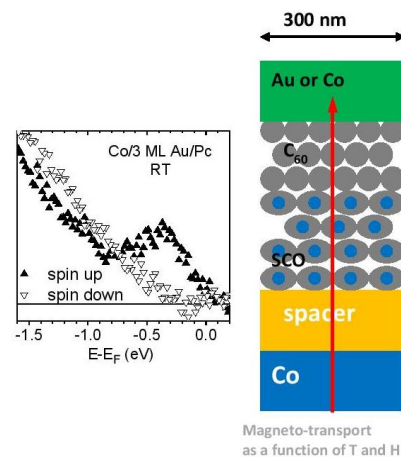 300 nm
Au or Co
C60
SCO
spacer
Co
Co/3 ML Au/Pc
RT
spin up
spin down
-1.5 -1.0 -0.5 0.0
E-EF (eV)
Magneto-transport
as a function of T and H